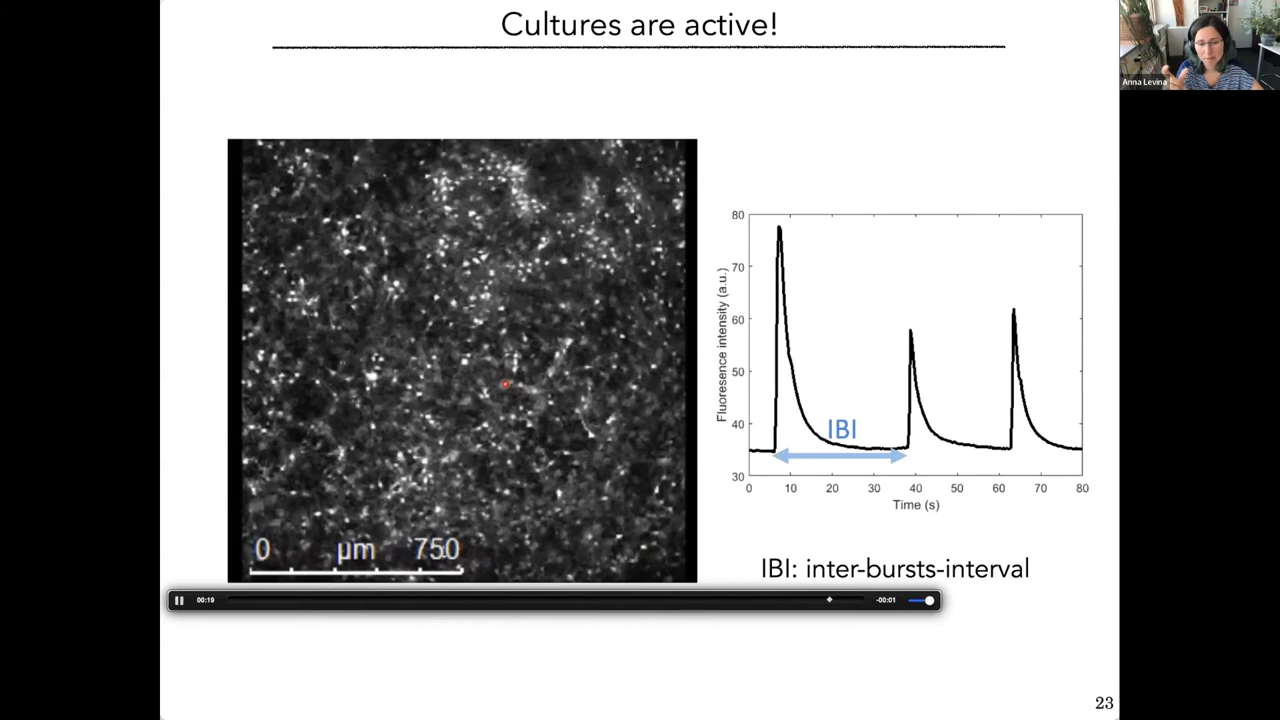 Cultures are active!
Anna Levina
0 µm 750
80
70
60
50
40
30
Fluoresence intensity (a.u.)
IBI
0 10 20 30 40 50 60 70 80
Time (s)
IBI: inter-bursts-interval
00:19
-00:01
23